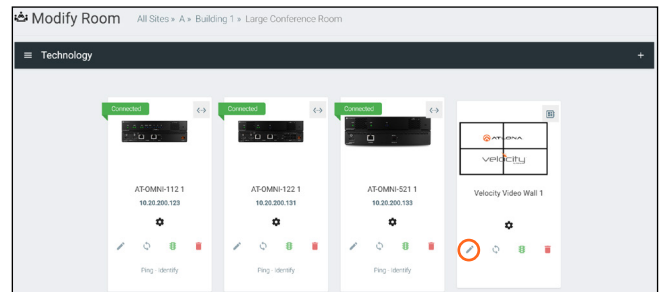 Modify Room All Sites » A » Building 1 » Large Conference Room
Technology
Connected
AT-OMNI-112 1
10.20.200.123
Ping - Identify
Connected
AT-OMNI-122 1
10.20.200.131
Ping - Identify
Connected
AT-OMNI-521 1
10.20.200.133
Ping - Identify
ATLONA
velocity
Velocity Video Wall 1